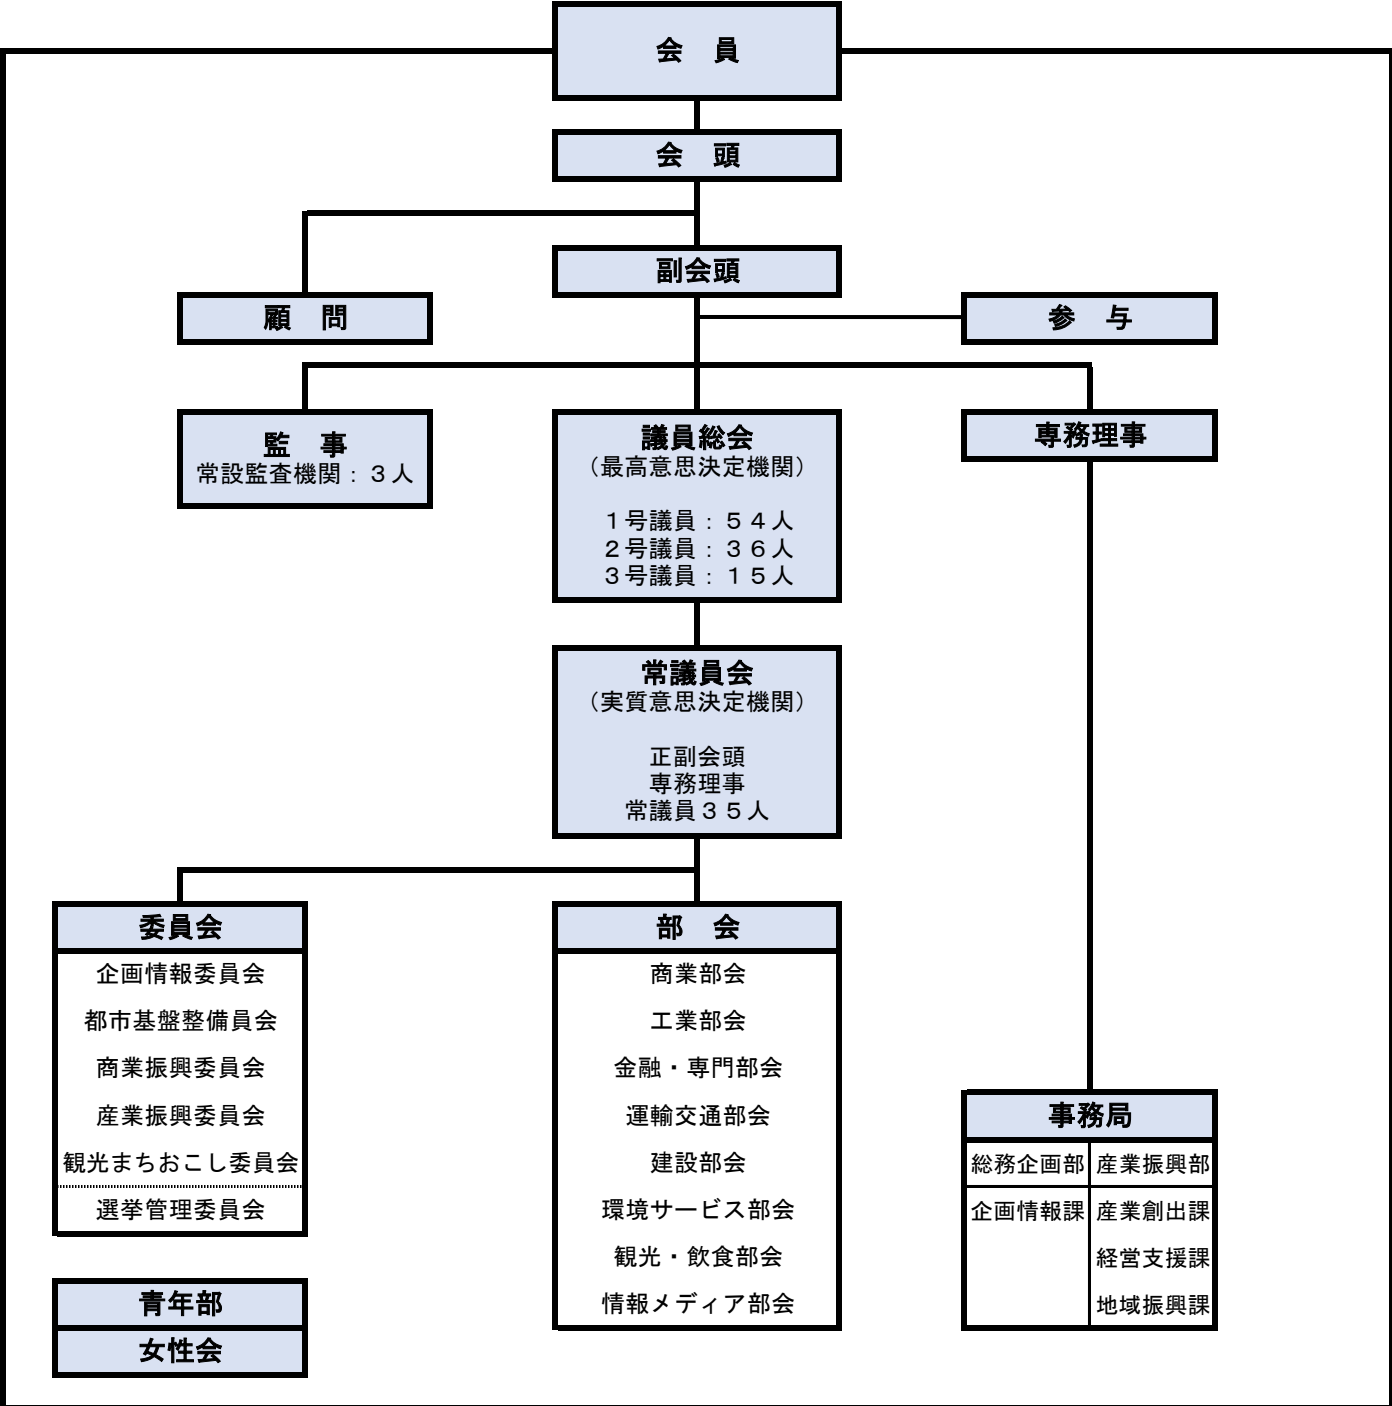 会　員
会　頭
副会頭
顧　問
参　与
監　事
常設監査機関：３人
議員総会
（最高意思決定機関）
１号議員：５４人
２号議員：３６人
３号議員：１５人
専務理事
常議員会
（実質意思決定機関）
正副会頭
専務理事
常議員３５人
委員会
企画情報委員会
都市基盤整備員会
商業振興委員会
産業振興委員会
観光まちおこし委員会
選挙管理委員会
青年部
女性会
部　会
商業部会
工業部会
金融・専門部会
運輸交通部会
建設部会
環境サービス部会
観光・飲食部会
情報メディア部会
事務局
総務企画部
企画情報課
産業振興部
産業創出課
経営支援課
地域振興課